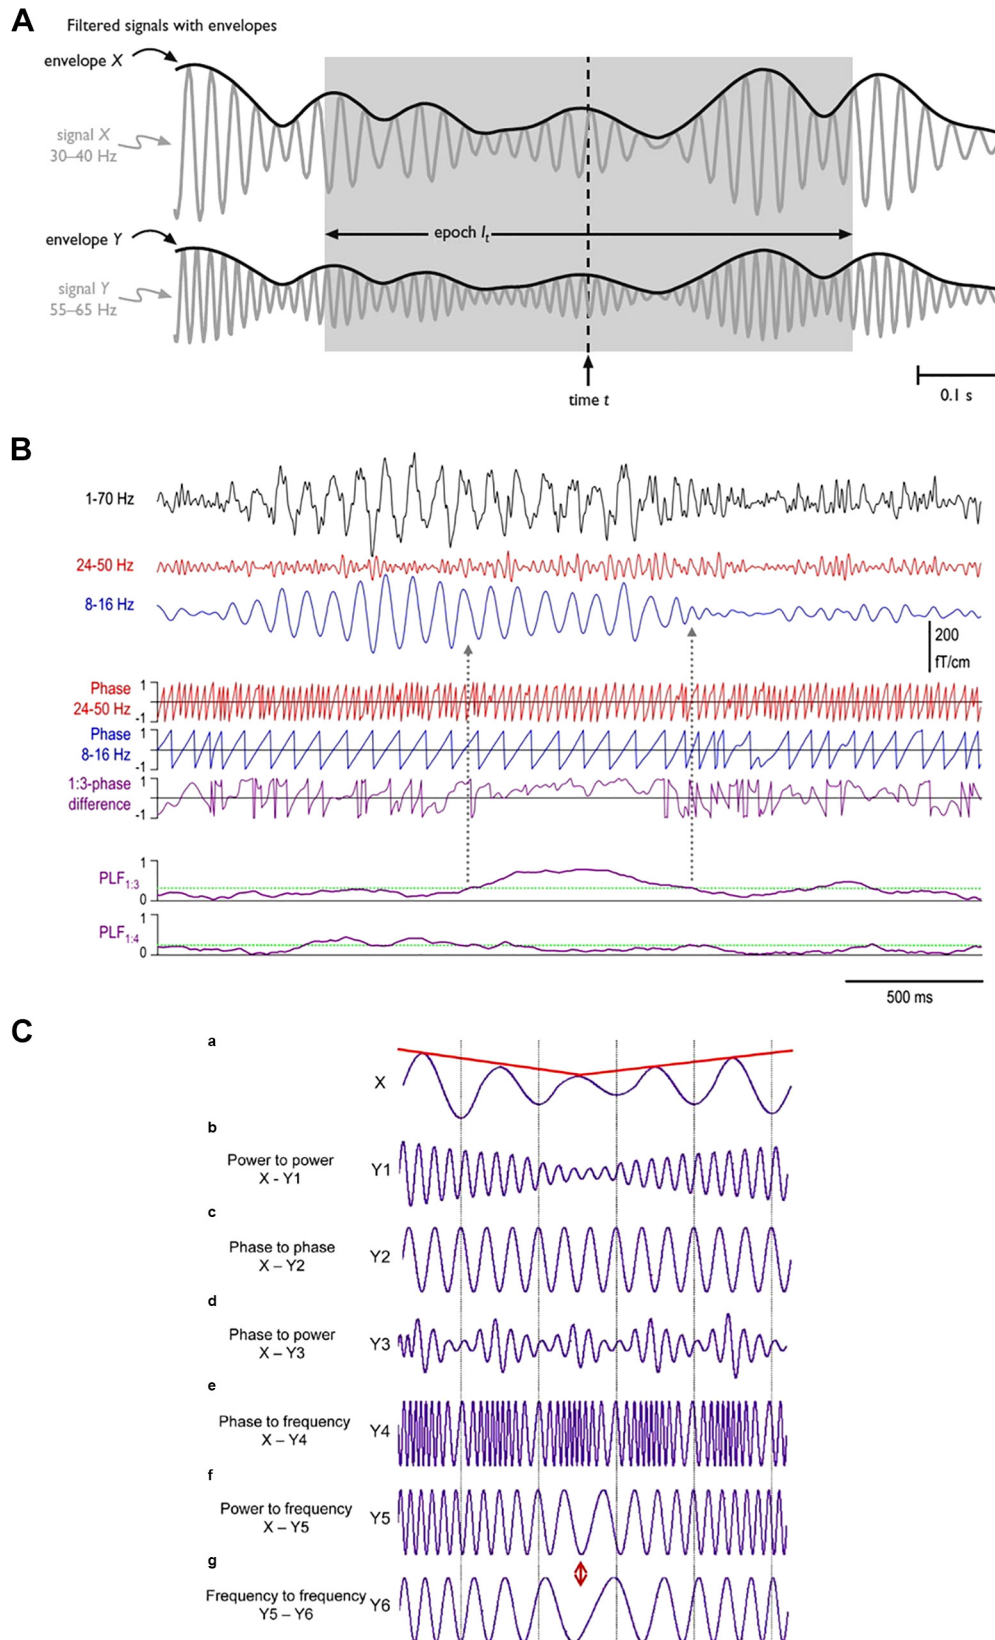 A
Filtered signals with envelopes
envelope X
signal X
30–40 Hz
envelope Y
epoch It
signal Y
55–65 Hz
time t
0.1 s
B
1-70 Hz
24-50 Hz
8-16 Hz
200
fT/cm
Phase
24-50 Hz
1
-1
Phase
8-16 Hz
1
-1
1:3-phase
difference
1
-1
PLF1:3
1
0
PLF1:4
1
0
500 ms
C
a
X
b
Power to power
X - Y1
Y1
c
Phase to phase
X – Y2
Y2
d
Phase to power
X – Y3
Y3
e
Phase to frequency
X – Y4
Y4
f
Power to frequency
X – Y5
Y5
g
Frequency to frequency
Y5 – Y6
Y6